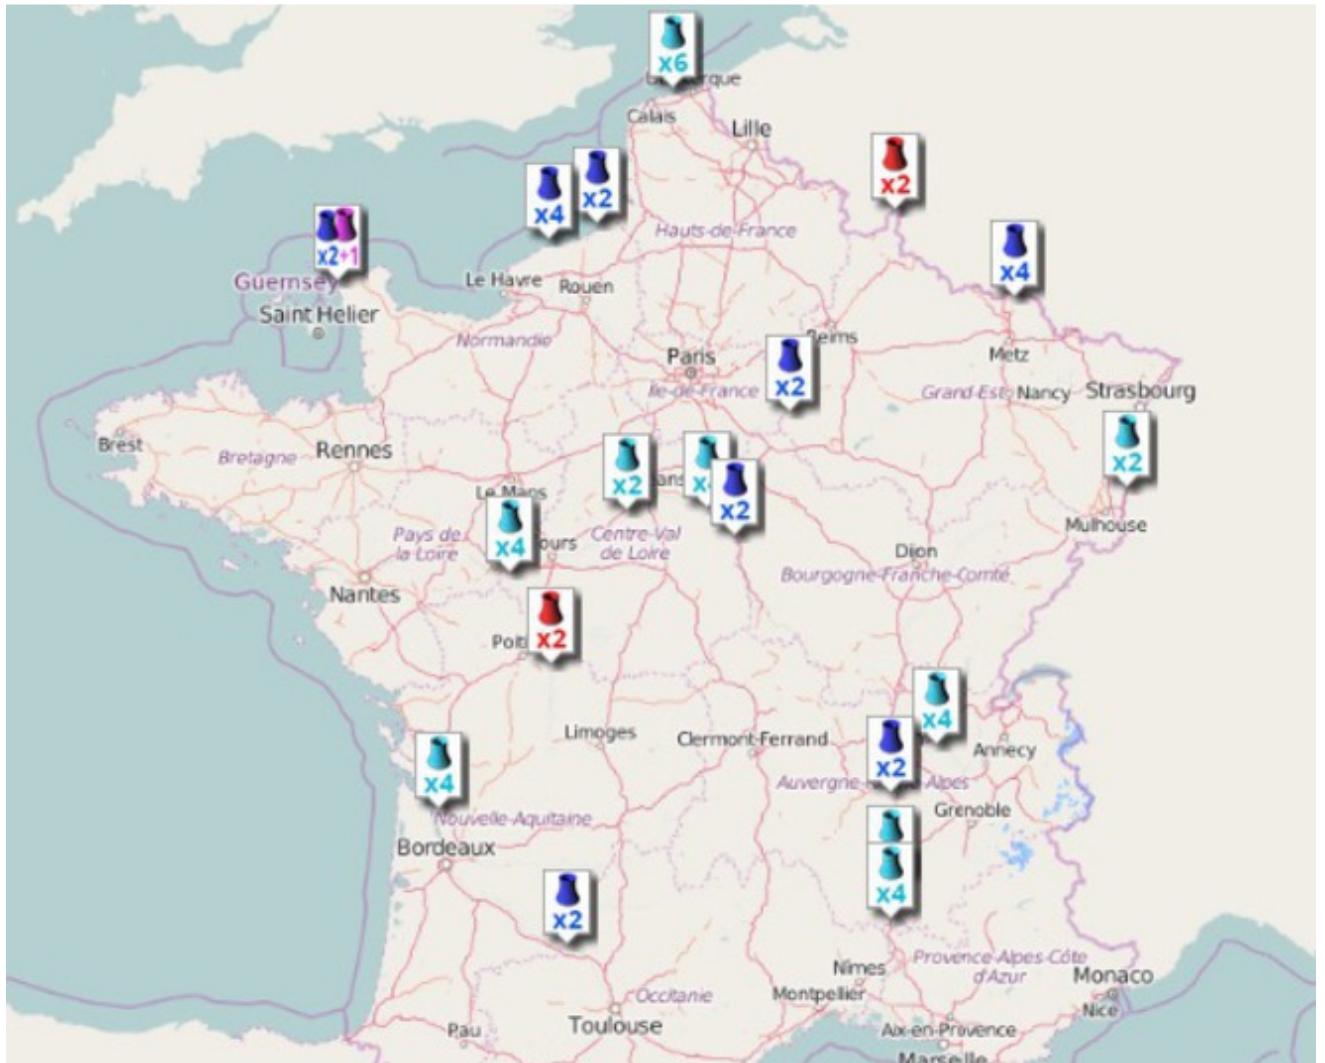 x6
Calais
Lille
x2
x4
x2
x4
Hauts-de-France
x2+1
Guernsey
Saint Helier
Le Havre
Rouen
Normandie
Paris
Reims
Metz
x2
Île-de-France
Grand-Est
Nancy
Strasbourg
Brest
Rennes
Bretagne
x2
x2
Le Mans
x2
Mulhouse
x4
Pays de
la Loire
Centre-Val
de Loire
Dijon
Bourgogne-Franche-Comté
Nantes
x2
x4
Limoges
Clermont-Ferrand
x2
Annecy
x4
Grenoble
Nouvelle-Aquitaine
Bordeaux
x4
x2
Nîmes
Provence-Alpes-Côte
d'Azur
Monaco
Montpellier
Nice
Occitanie
Toulouse
Pau
Aix-en-Provence
Marseille